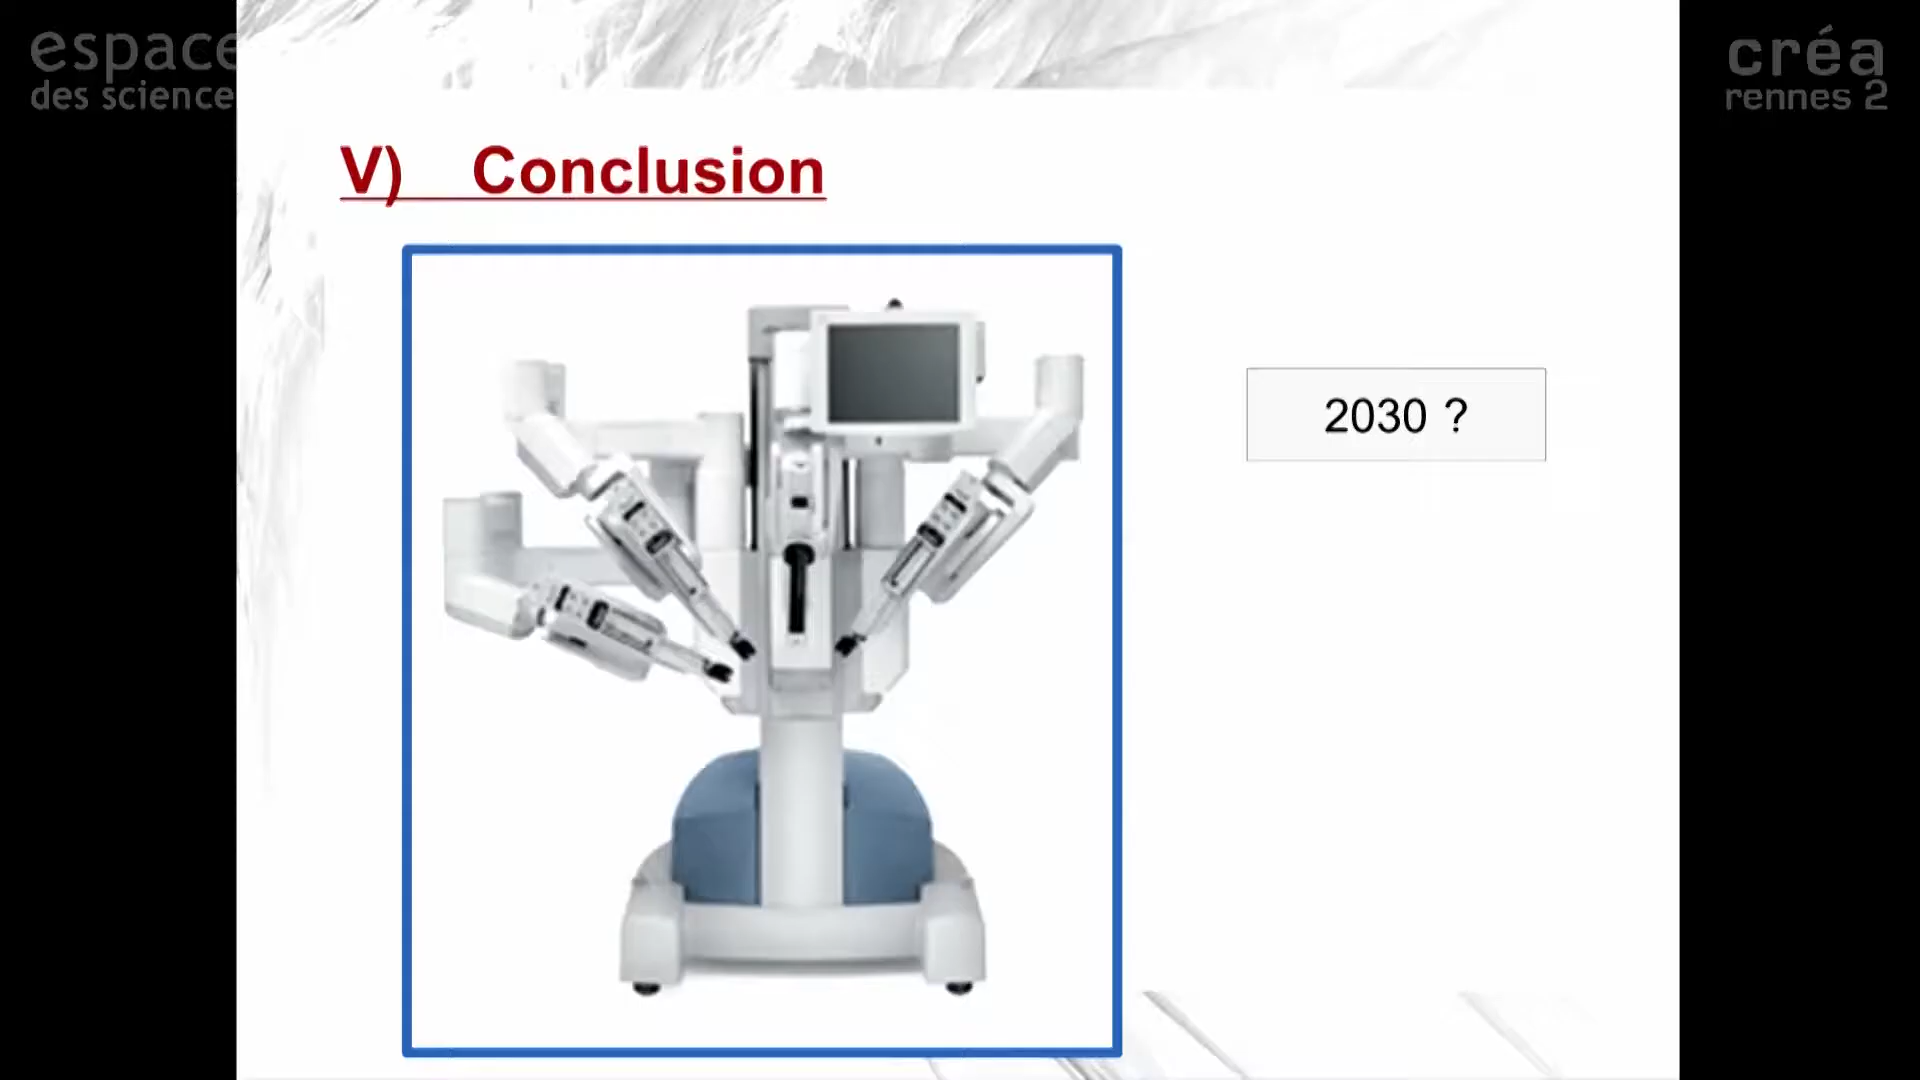 espace
des science
créa
rennes 2
V) Conclusion
2030 ?